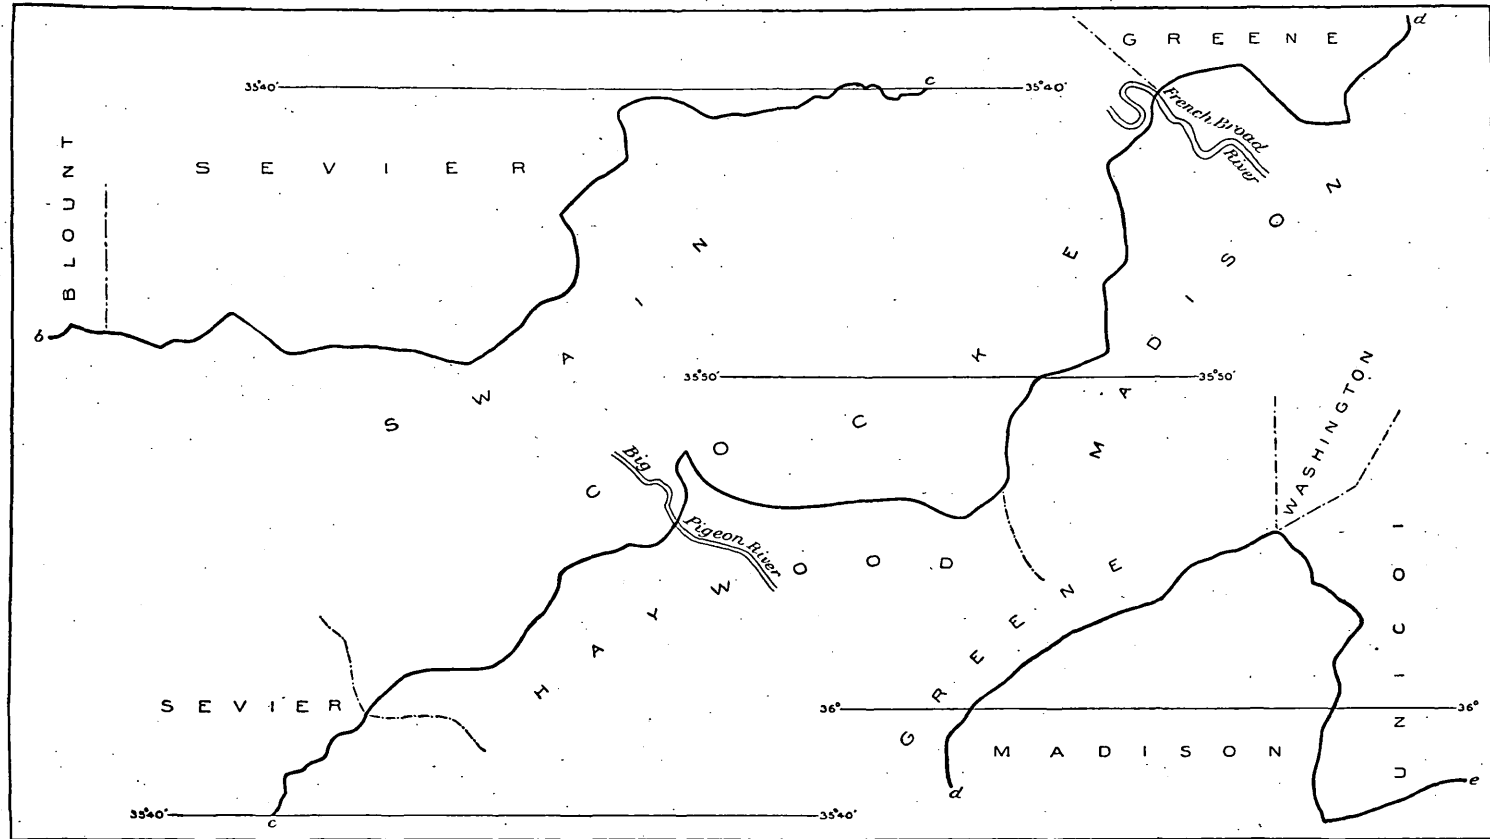 d
GREENE
35°40'
c
35°40'
French Broad
River
BLOUNT
SEVIER
b
SWAIN
COCKE
MADISON
35°50'
35°50'
WASHINGTON
Big
Pigeon River
HAYWOOD
GREENE
UNICOI
SEVIER
36°
36°
MADISON
d
e
35°40'
c
35°40'